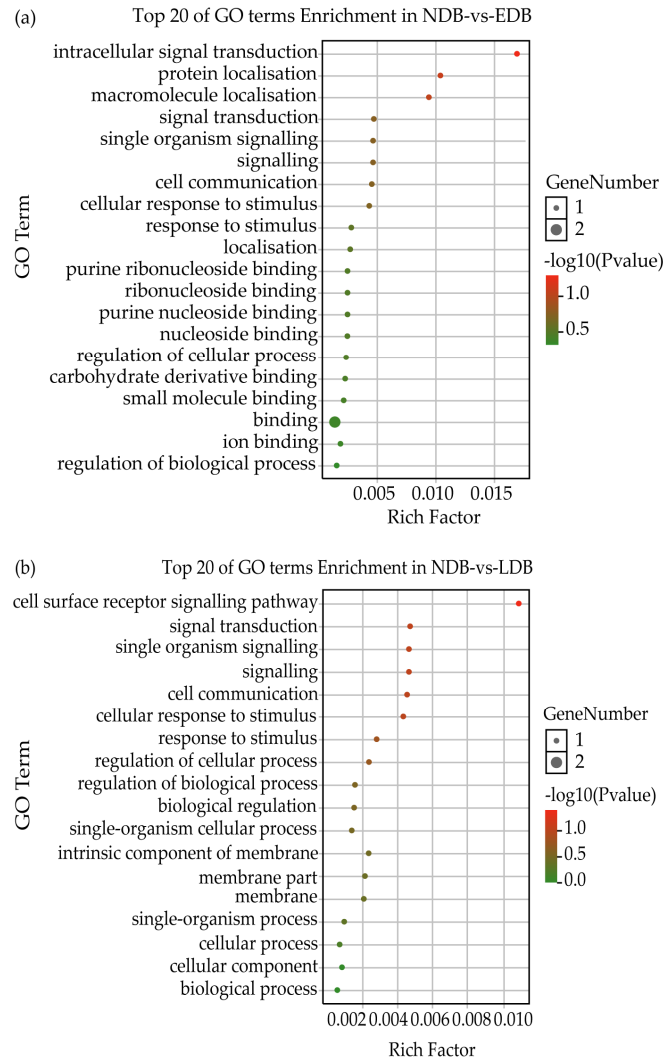 (a)
Top 20 of GO terms Enrichment in NDB-vs-EDB
GO Term
intracellular signal transduction
protein localisation
macromolecule localisation
signal transduction
single organism signalling
signalling
cell communication
cellular response to stimulus
response to stimulus
localisation
purine ribonucleoside binding
ribonucleoside binding
purine nucleoside binding
nucleoside binding
regulation of cellular process
carbohydrate derivative binding
small molecule binding
binding
ion binding
regulation of biological process
0.005 0.010 0.015
Rich Factor
GeneNumber
1
2
-log10(Pvalue)
1.0
0.5
(b)
Top 20 of GO terms Enrichment in NDB-vs-LDB
GO Term
cell surface receptor signalling pathway
signal transduction
single organism signalling
signalling
cell communication
cellular response to stimulus
response to stimulus
regulation of cellular process
regulation of biological process
biological regulation
single-organism cellular process
intrinsic component of membrane
membrane part
membrane
single-organism process
cellular process
cellular component
biological process
0.002 0.004 0.006 0.008 0.010
Rich Factor
GeneNumber
1
2
-log10(Pvalue)
1.0
0.5
0.0